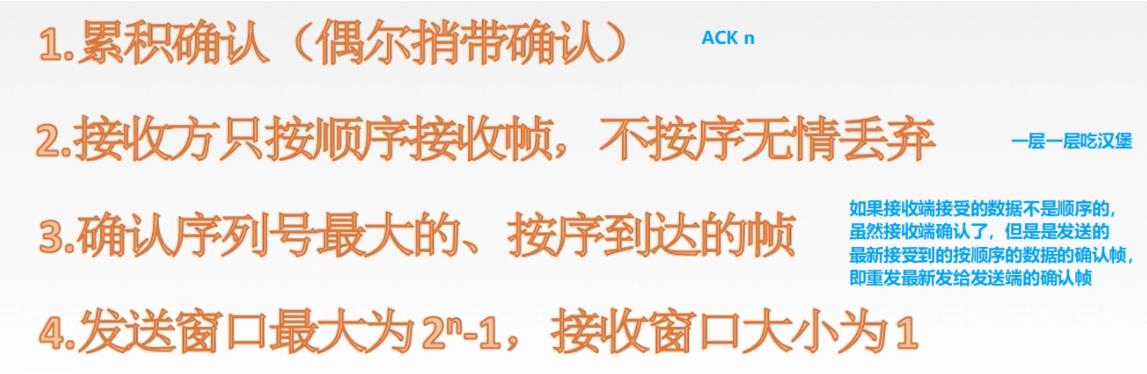 1.累积确认（偶尔捎带确认）
ACK n
2.接收方只按顺序接收帧，不按序无情丢弃
一层一层吃汉堡
3.确认序列号最大的、按序到达的帧
如果接收端接受的数据不是顺序的，
虽然接收端确认了，但是是发送的
最新接受到的按顺序的数据的确认帧，
即重发最新发给发送端的确认帧
4.发送窗口最大为2ⁿ-1，接收窗口大小为1